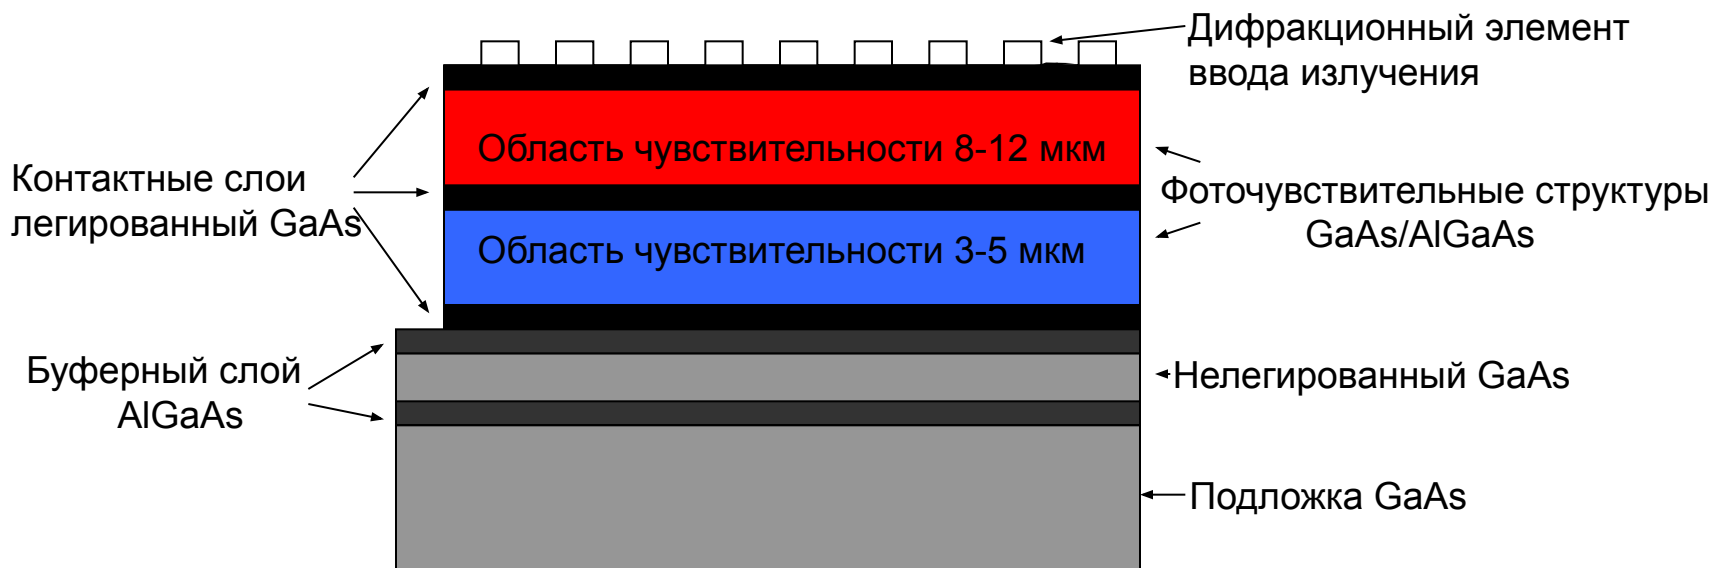 Дифракционный элемент
ввода излучения
Область чувствительности 8-12 мкм
Контактные слои
легированный GaAs
Фоточувствительные структуры
GaAs/AlGaAs
Область чувствительности 3-5 мкм
Буферный слой
AlGaAs
Нелегированный GaAs
Подложка GaAs